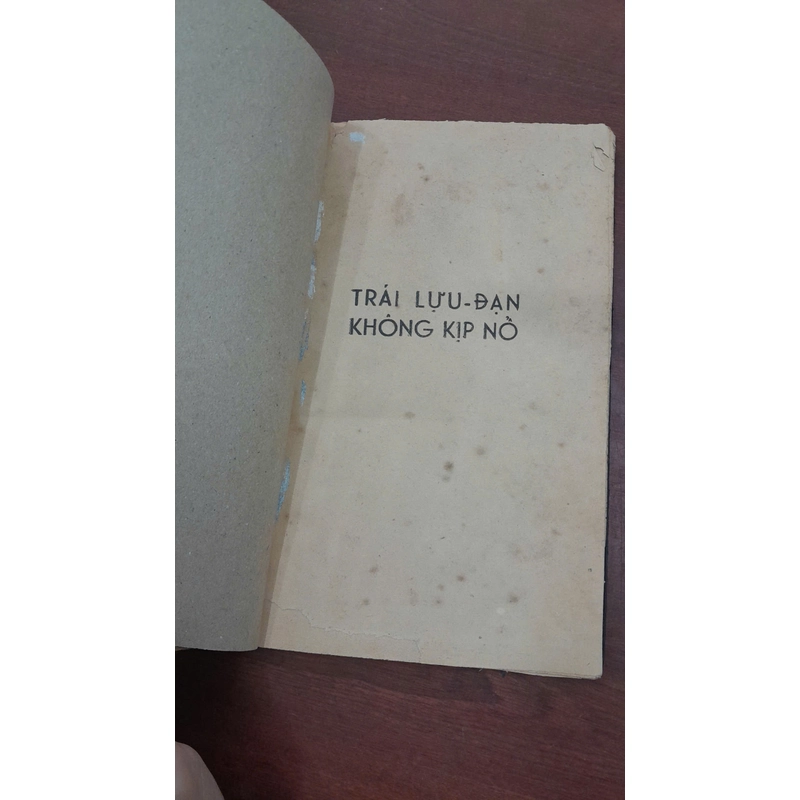 TRÁI LỰU-ĐẠN
KHÔNG KỊP NỔ